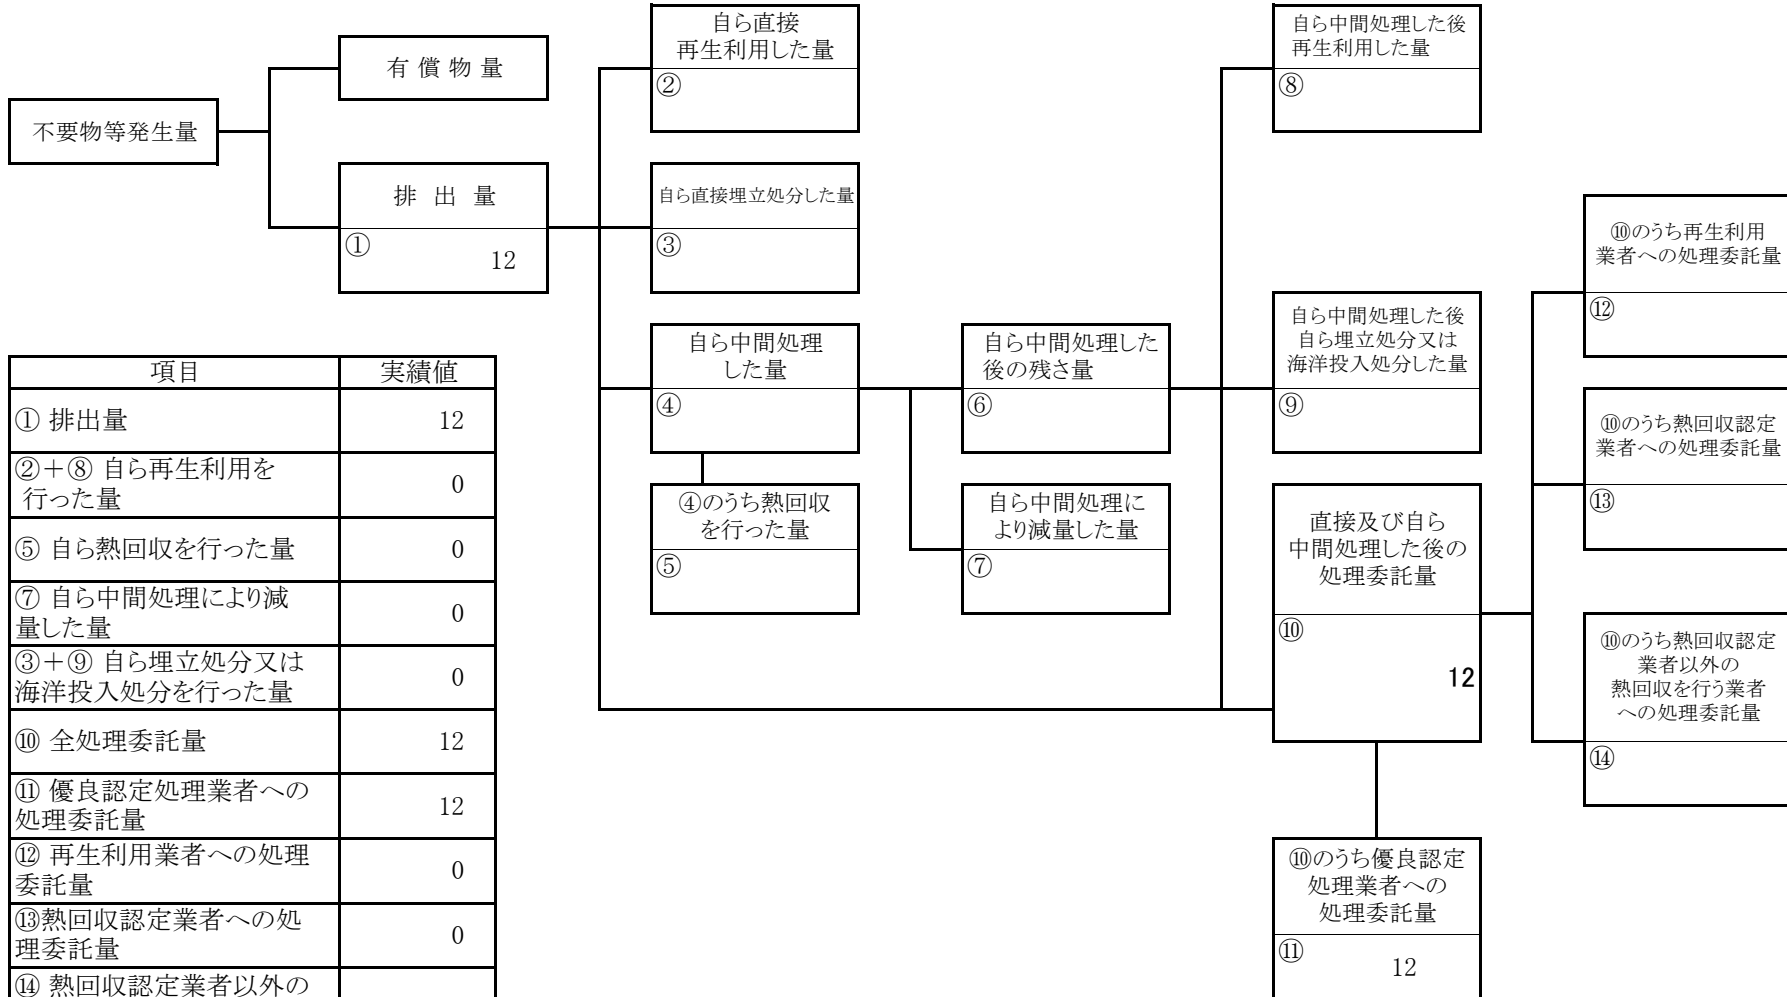 不要物等発生量
有 償 物 量
排 出 量
①
12
自ら直接
再生利用した量
②
自ら直接埋立処分した量
③
自ら中間処理
した量
④
④のうち熱回収
を行った量
⑤
自ら中間処理した
後の残さ量
⑥
自ら中間処理に
より減量した量
⑦
自ら中間処理した後
再生利用した量
⑧
自ら中間処理した後
自ら埋立処分又は
海洋投入処分した量
⑨
直接及び自ら
中間処理した後の
処理委託量
⑩
12
⑩のうち優良認定
処理業者への
処理委託量
⑪
12
⑩のうち再生利用
業者への処理委託量
⑫
⑩のうち熱回収認定
業者への処理委託量
⑬
⑩のうち熱回収認定
業者以外の
熱回収を行う業者
への処理委託量
⑭
項目 実績値
① 排出量 12
②＋⑧ 自ら再生利用を
行った量 0
⑤ 自ら熱回収を行った量 0
⑦ 自ら中間処理により減
量した量 0
③＋⑨ 自ら埋立処分又は
海洋投入処分を行った量 0
⑩ 全処理委託量 12
⑪ 優良認定処理業者への
処理委託量 12
⑫ 再生利用業者への処理
委託量 0
⑬熱回収認定業者への処
理委託量 0
⑭ 熱回収認定業者以外の